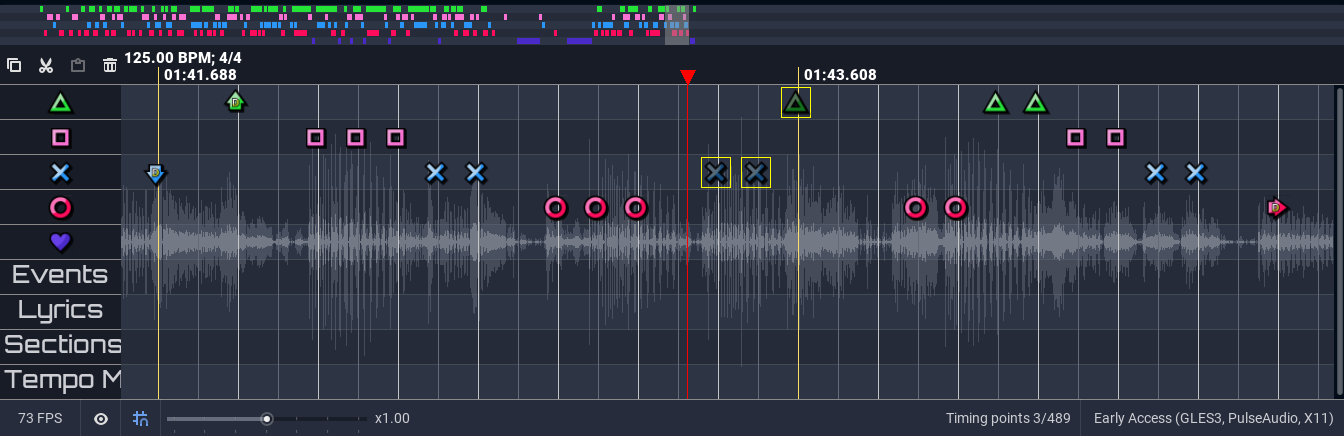 125.00 BPM; 4/4
01:41.688
01:43.608
Events
Lyrics
Sections
Tempo M
73 FPS
x1.00
Timing points 3/489
Early Access (GLES3, PulseAudio, X11)